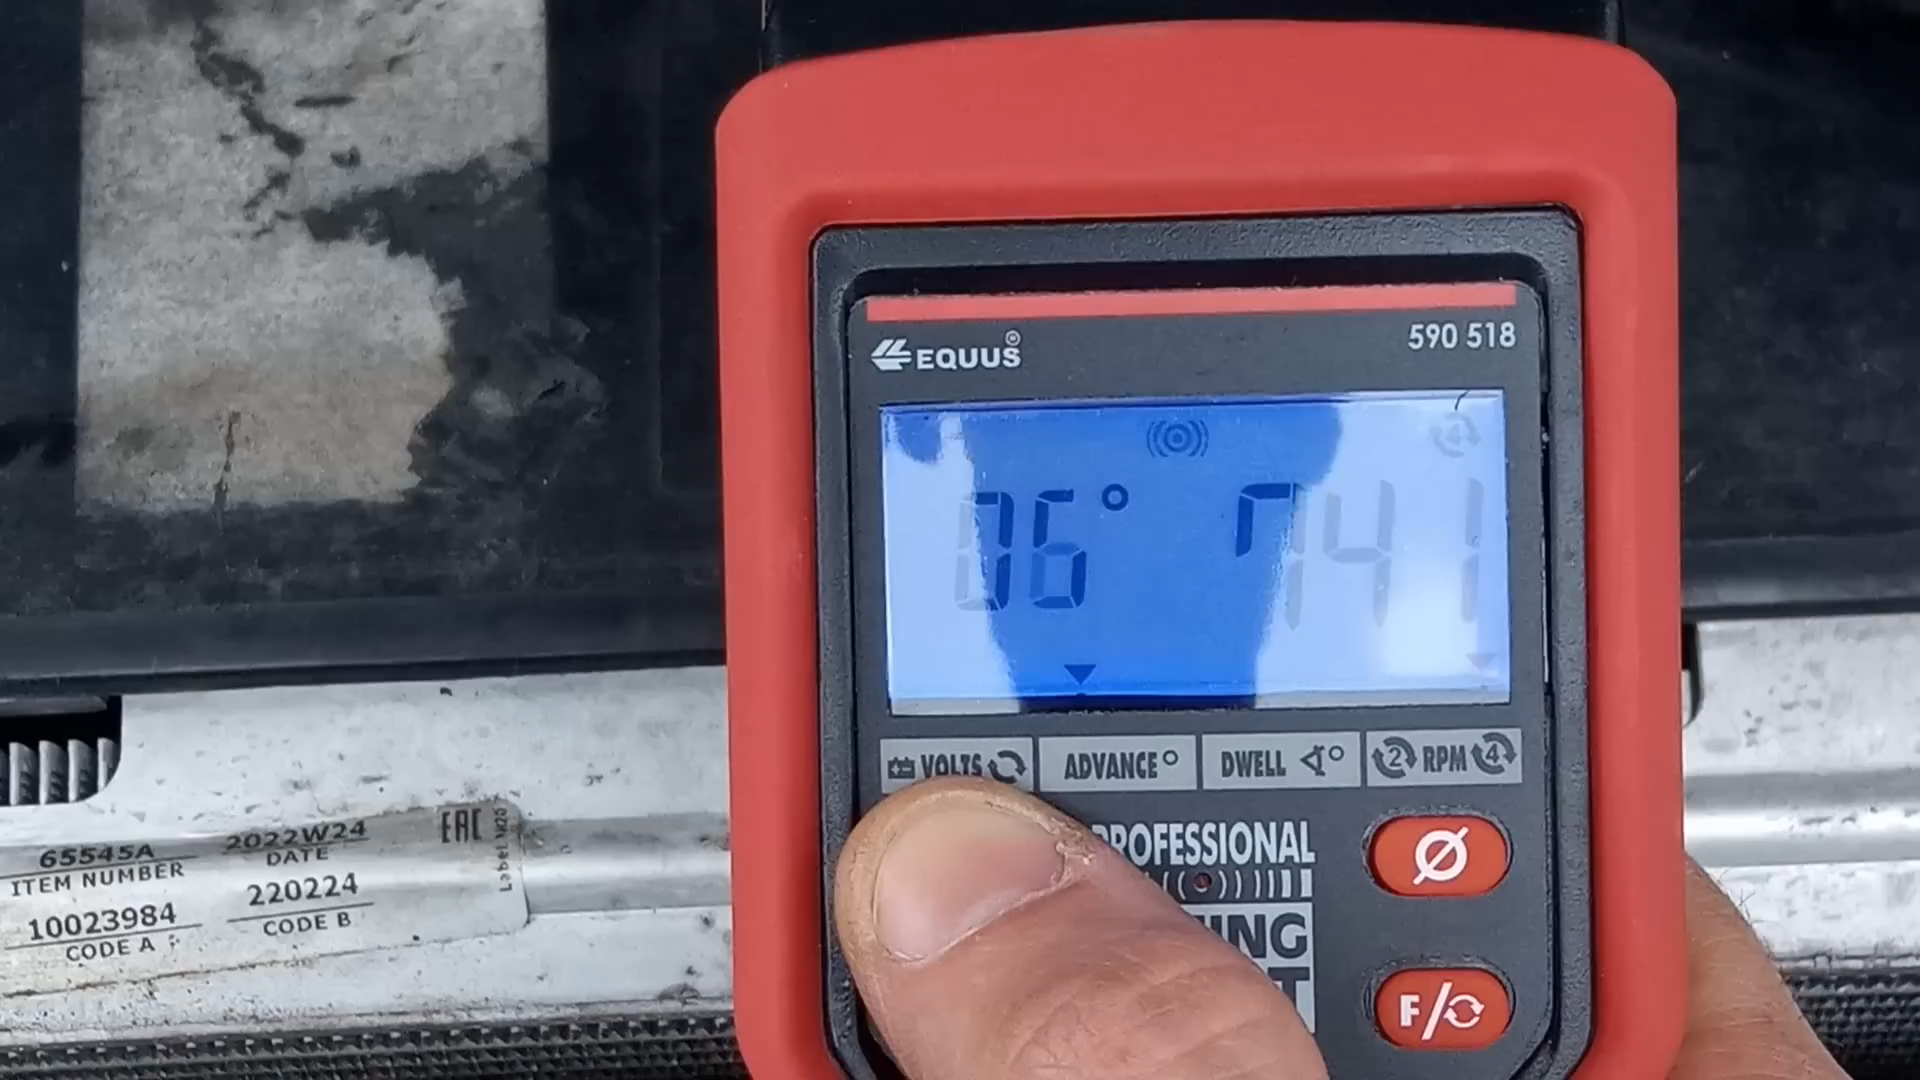 EQUUS
590 518
06° 741
VOLTS
ADVANCE°
DWELL
2 RPM 4
PROFESSIONAL
F/
EAC
65545A
ITEM NUMBER
2022W24
DATE
10023984
CODE A
220224
CODE B